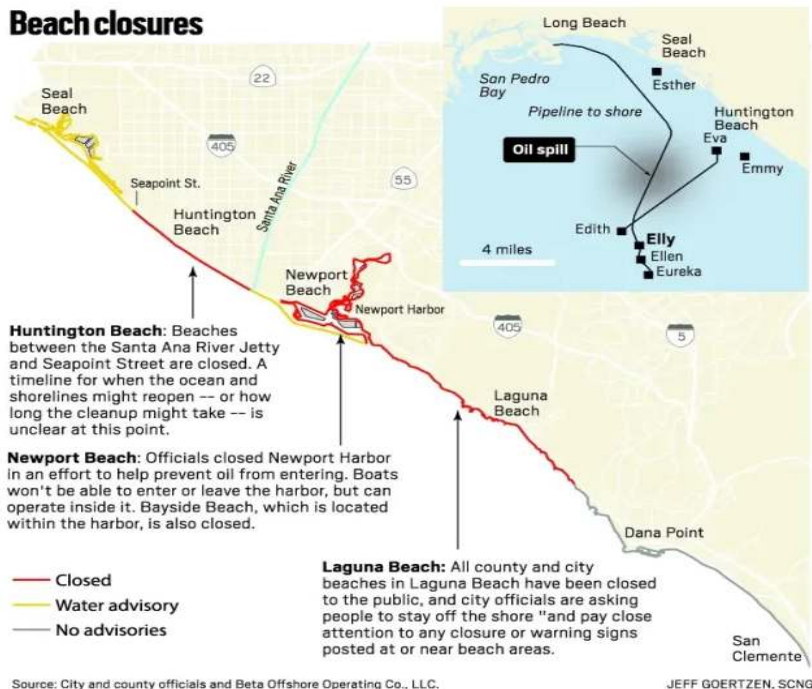 Beach closures
Long Beach
Seal
Beach
San Pedro
Bay
Esther
Pipeline to shore
Huntington
Beach
Eva
Oil spill
Emmy
Edith
Elly
4 miles
Ellen
Eureka
22
Seal
Beach
405
Seapoint St.
Santa Ana River
55
Huntington
Beach
Newport
Beach
Newport Harbor
405
5
Huntington Beach: Beaches
between the Santa Ana River Jetty
and Seapoint Street are closed. A
timeline for when the ocean and
shorelines might reopen -- or how
long the cleanup might take -- is
unclear at this point.
Laguna
Beach
Newport Beach: Officials closed Newport Harbor
in an effort to help prevent oil from entering. Boats
won't be able to enter or leave the harbor, but can
operate inside it. Bayside Beach, which is located
within the harbor, is also closed.
Dana Point
Laguna Beach: All county and city
beaches in Laguna Beach have been closed
to the public, and city officials are asking
people to stay off the shore "and pay close
attention to any closure or warning signs
posted at or near beach areas.
Closed
Water advisory
No advisories
San
Clemente
Source: City and county officials and Beta Offshore Operating Co., LLC.
JEFF GOERTZEN, SCNG